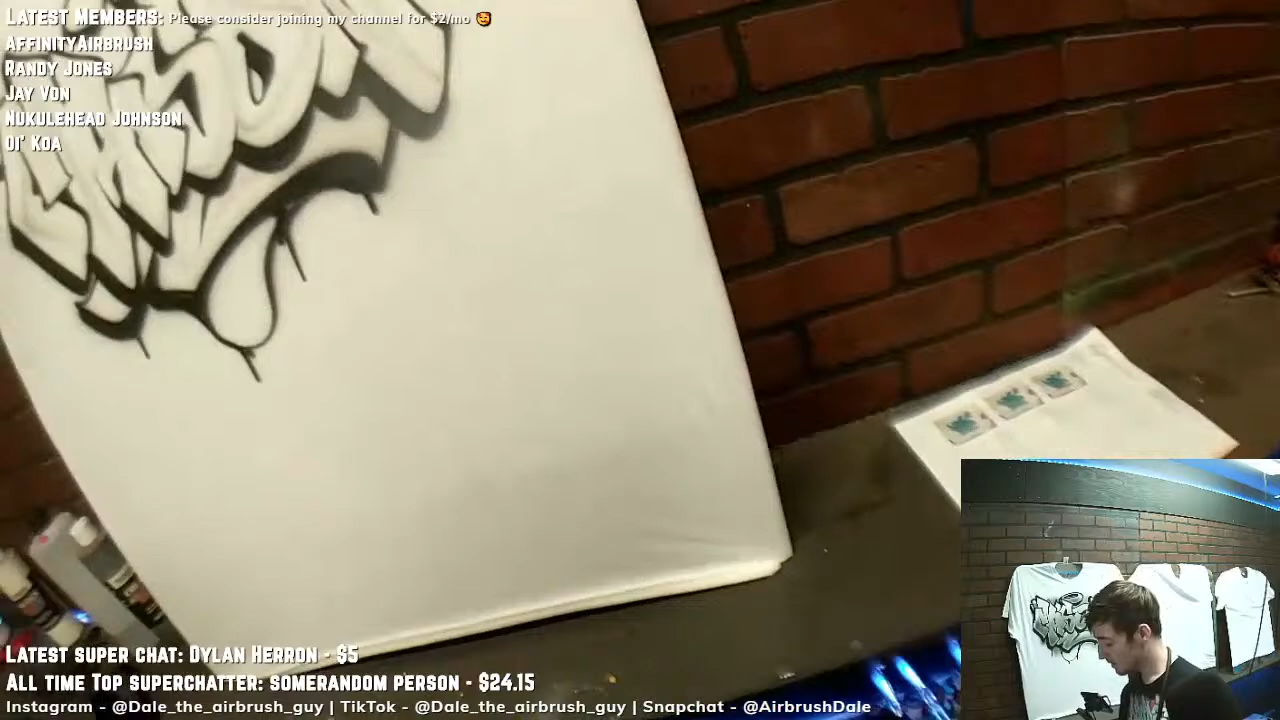 LATEST MEMBERS: Please consider joining my channel for $2/mo
AFFINITYAIRBRUSH
RANDY JONES
JAY VON
NUKULEHEAD JOHNSON
OL' KOA
LATEST SUPER CHAT: DYLAN HERRON - $5
ALL TIME TOP SUPERCHATTER: SOMERANDOM PERSON - $24.15
Instagram - @Dale_the_airbrush_guy | TikTok - @Dale_the_airbrush_guy | Snapchat - @AirbrushDale